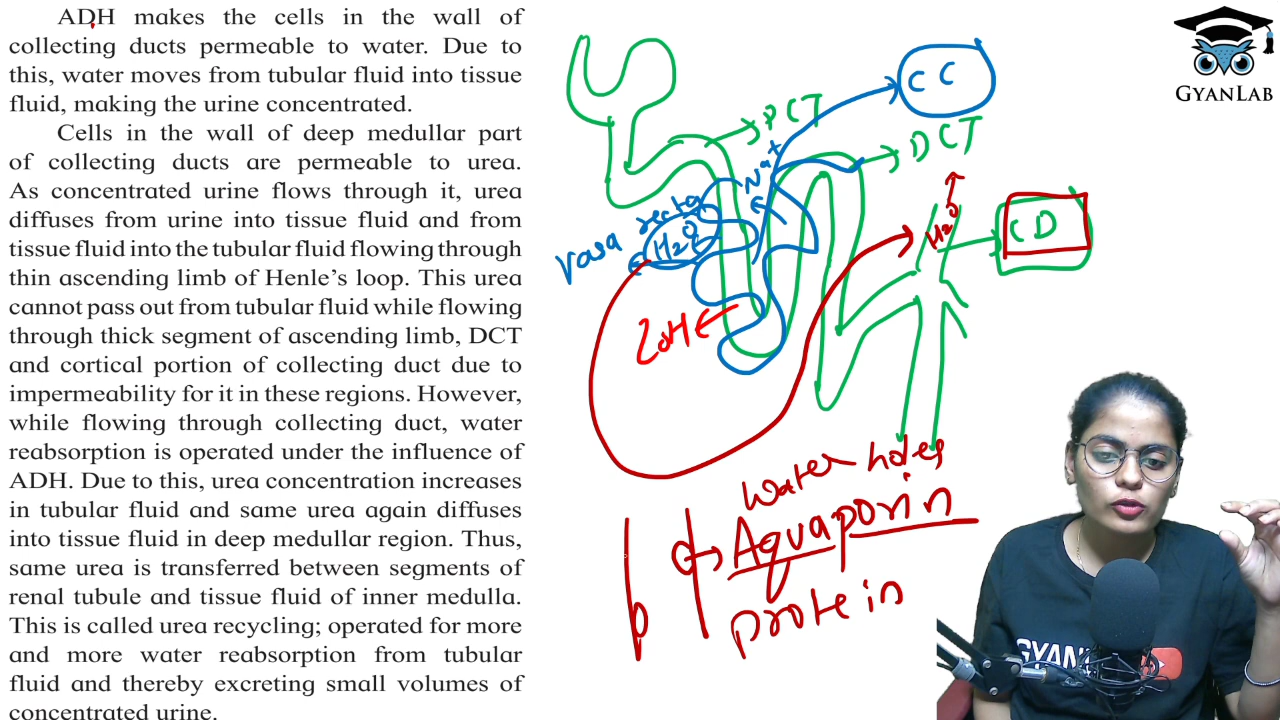 ADH makes the cells in the wall of
collecting ducts permeable to water. Due to
this, water moves from tubular fluid into tissue
fluid, making the urine concentrated.
Cells in the wall of deep medullar part
of collecting ducts are permeable to urea.
As concentrated urine flows through it, urea
diffuses from urine into tissue fluid and from
tissue fluid into the tubular fluid flowing through
thin ascending limb of Henle's loop. This urea
cannot pass out from tubular fluid while flowing
through thick segment of ascending limb, DCT
and cortical portion of collecting duct due to
impermeability for it in these regions. However,
while flowing through collecting duct, water
reabsorption is operated under the influence of
ADH. Due to this, urea concentration increases
in tubular fluid and same urea again diffuses
into tissue fluid in deep medullar region. Thus,
same urea is transferred between segments of
renal tubule and tissue fluid of inner medulla.
This is called urea recycling; operated for more
and more water reabsorption from tubular
fluid and thereby excreting small volumes of
concentrated urine.
CC
PCT
DCT
Na+
vasa recta
H2O
H2O
CD
LOH
Water holes
Aquaporin
protein
GYANLAB
GYANL